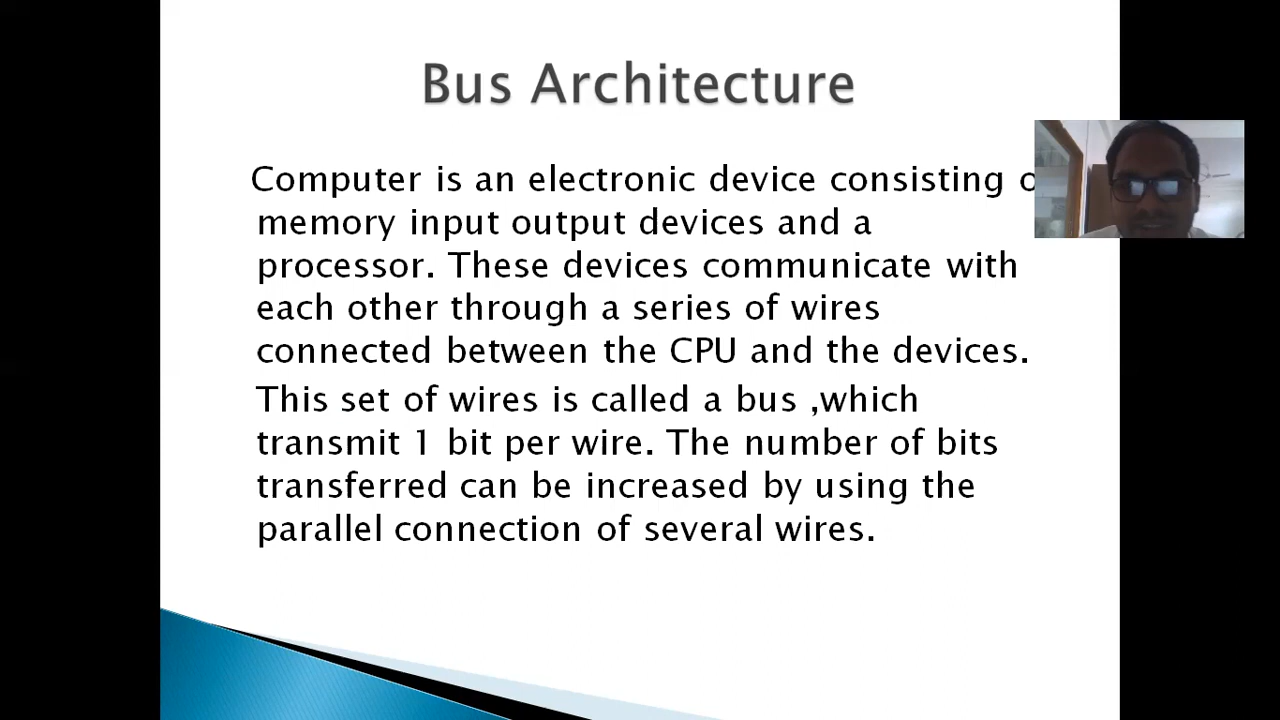 Bus Architecture
Computer is an electronic device consisting
memory input output devices and a
processor. These devices communicate with
each other through a series of wires
connected between the CPU and the devices.
This set of wires is called a bus ,which
transmit 1 bit per wire. The number of bits
transferred can be increased by using the
parallel connection of several wires.